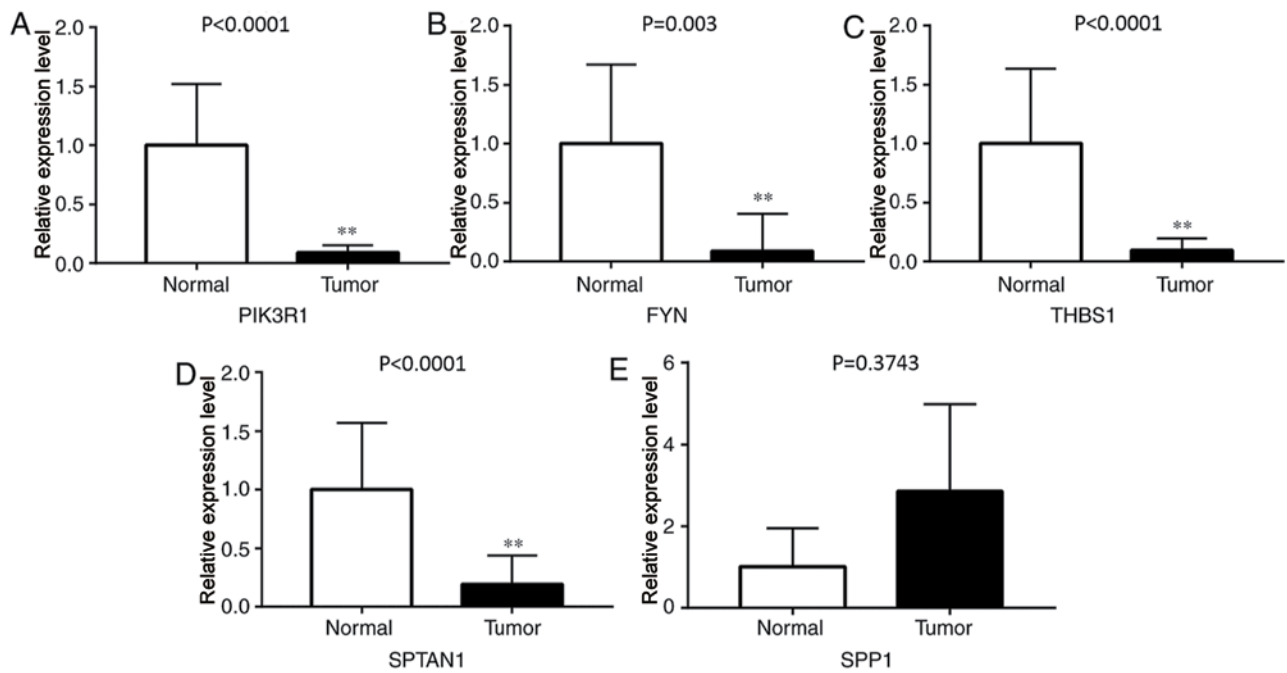 A
P<0.0001
Relative expression level
2.0
1.5
1.0
0.5
0.0
**
Normal
Tumor
PIK3R1
B
P=0.003
Relative expression level
2.0
1.5
1.0
0.5
0.0
**
Normal
Tumor
FYN
C
P<0.0001
Relative expression level
2.0
1.5
1.0
0.5
0.0
**
Normal
Tumor
THBS1
D
P<0.0001
Relative expression level
2.0
1.5
1.0
0.5
0.0
**
Normal
Tumor
SPTAN1
E
P=0.3743
Relative expression level
6
4
2
0
Normal
Tumor
SPP1